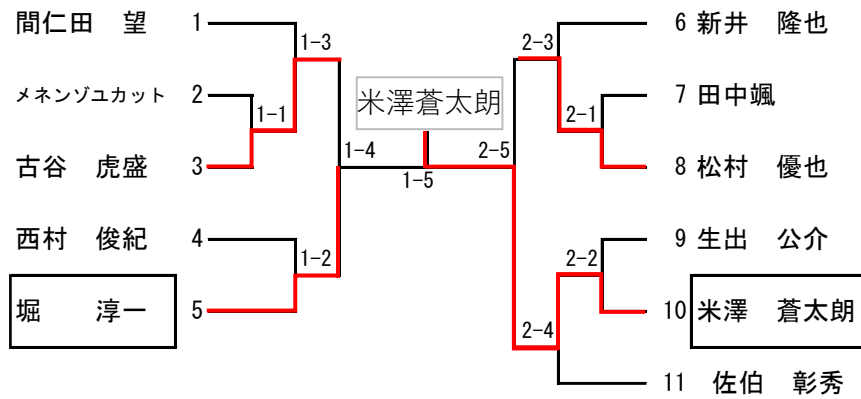 間仁田　望 1
メネンゾユカット 2
古谷　虎盛 3
西村　俊紀 4
堀　　淳一 5
1-3
1-1
1-2
1-4
米澤蒼太朗
1-5
2-5
2-3
2-1
2-2
2-4
6 新井　隆也
7 田中颯
8 松村　優也
9 生出　公介
10 米澤　蒼太朗
11 佐伯　彰秀